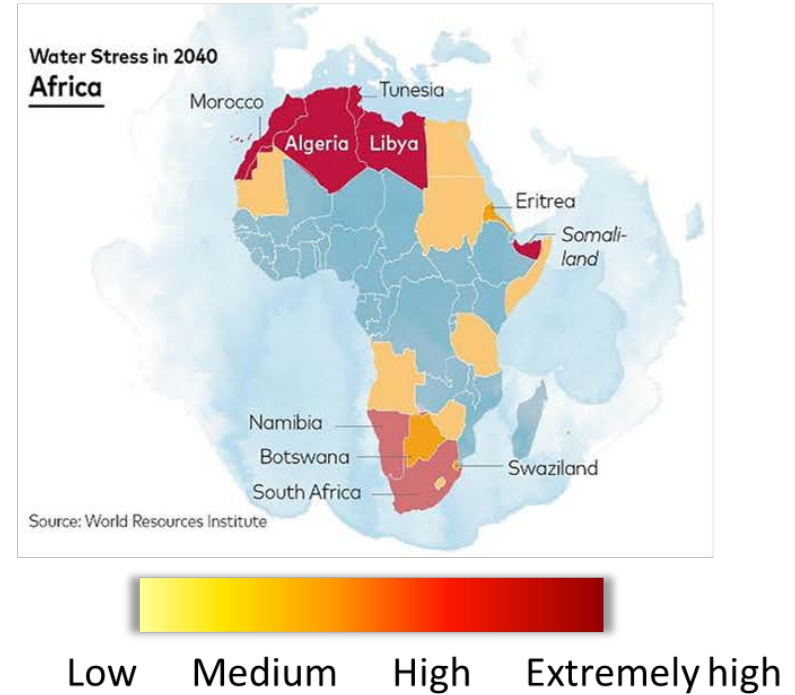 Water Stress in 2040
Africa
Tunesia
Morocco
Algeria
Libya
Eritrea
Somali-
land
Namibia
Botswana
Swaziland
South Africa
Source: World Resources Institute
Low Medium High Extremely high